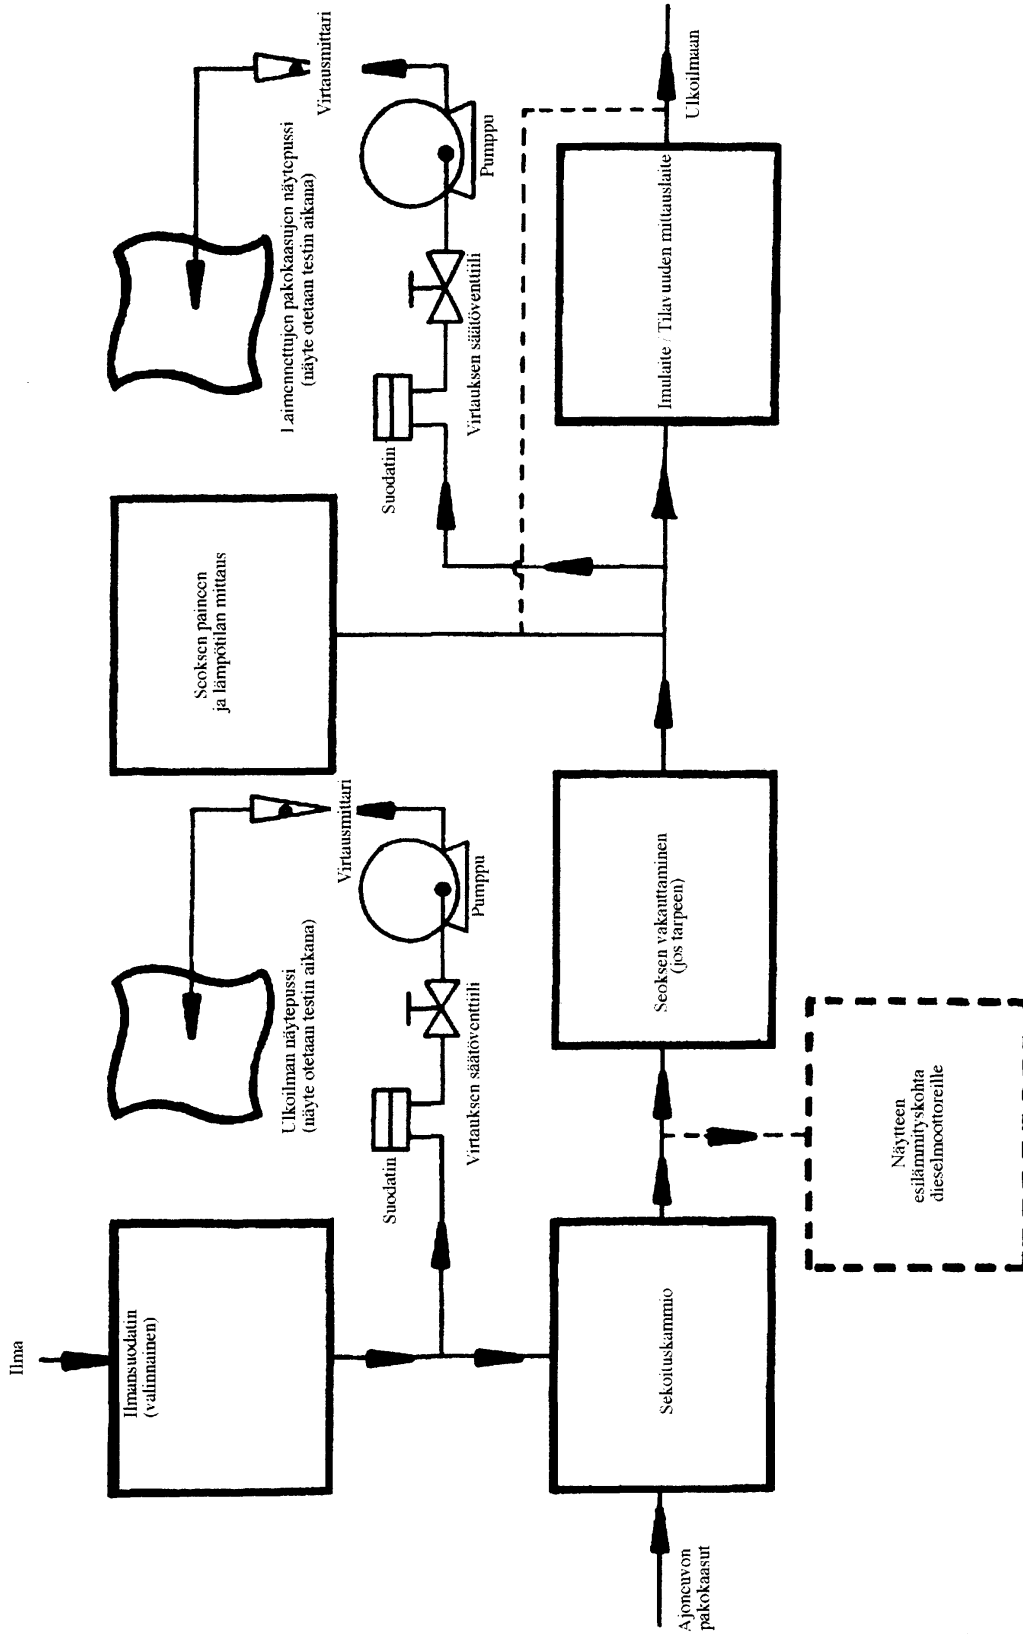 Ilma
Ilmansuodatin
(valinnainen)
Ulkoilman näytepussi
(näyte otetaan testin aikana)
Virtausmittari
Suodatin
Virtauksen säätöventtiili
Pumppu
Seoksen paineen
ja lämpötilan mittaus
Laimennettujen pakokaasujen näytepussi
(näyte otetaan testin aikana)
Virtausmittari
Suodatin
Virtauksen säätöventtiili
Pumppu
Ajoneuvon
pakokaasut
Sekoituskammio
Seoksen vakauttaminen
(jos tarpeen)
Imulaite / Tilavuuden mittauslaite
Ulkoilmaan
Näytteen
esilämmityskohta
dieselmoottoreille